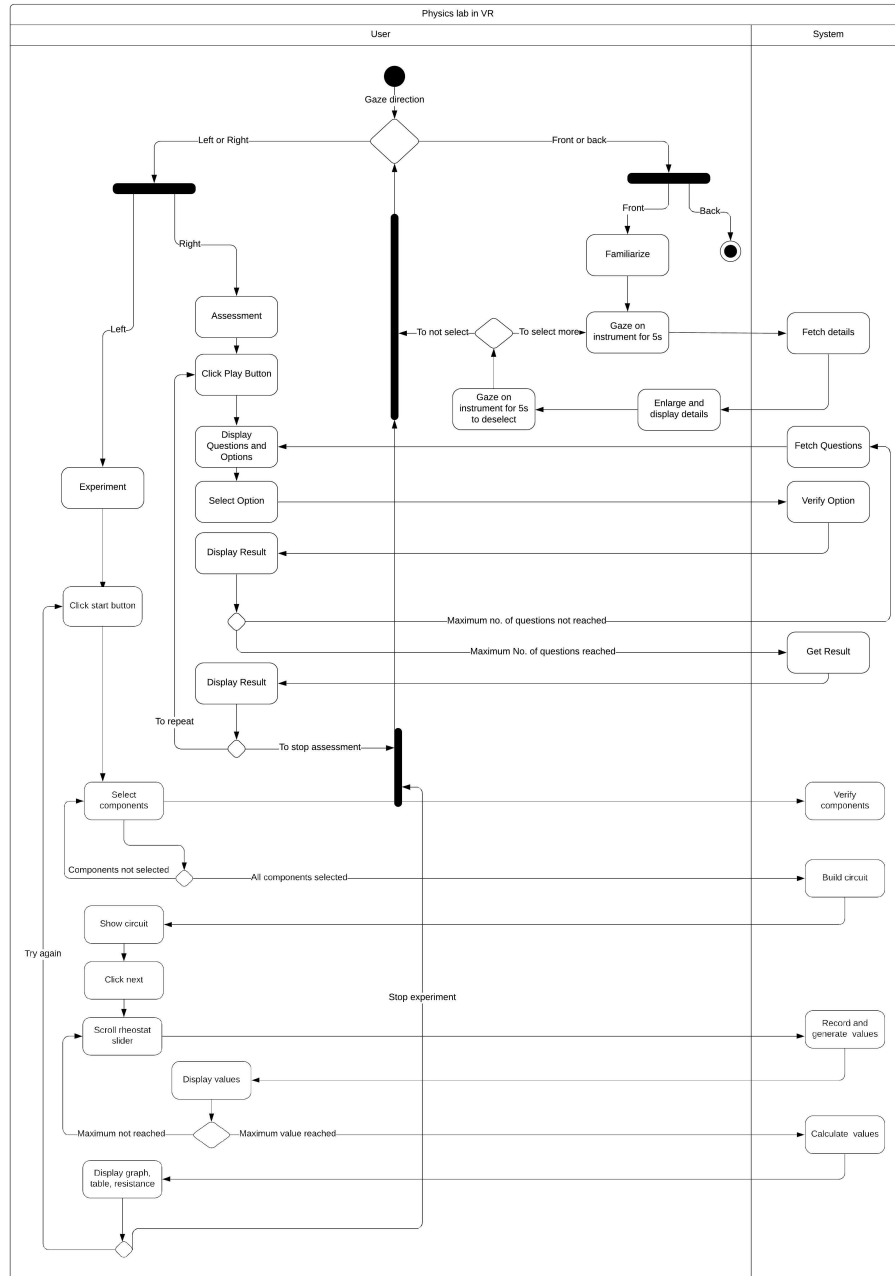 Physics lab in VR
User
System
Gaze direction
Left or Right
Front or back
Front
Back
Right
Familiarize
Left
Assessment
To not select
To select more
Gaze on
instrument for 5s
Fetch details
Click Play Button
Gaze on
instrument for 5s
to deselect
Enlarge and
display details
Display
Questions and
Options
Fetch Questions
Experiment
Select Option
Verify Option
Display Result
Click start button
Maximum no. of questions not reached
Maximum No. of questions reached
Get Result
Display Result
To repeat
To stop assessment
Select
components
Verify
components
Components not selected
All components selected
Build circuit
Show circuit
Try again
Click next
Stop experiment
Scroll rheostat
slider
Record and
generate values
Display values
Maximum not reached
Maximum value reached
Calculate values
Display graph,
table, resistance